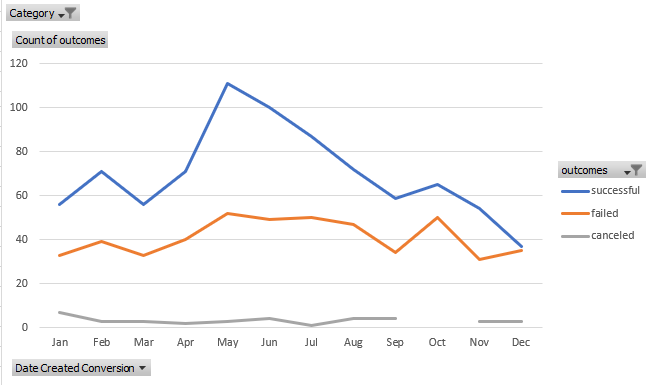 Category
Count of outcomes
120
100
80
60
40
20
0
Jan Feb Mar Apr May Jun Jul Aug Sep Oct Nov Dec
outcomes
successful
failed
canceled
Date Created Conversion